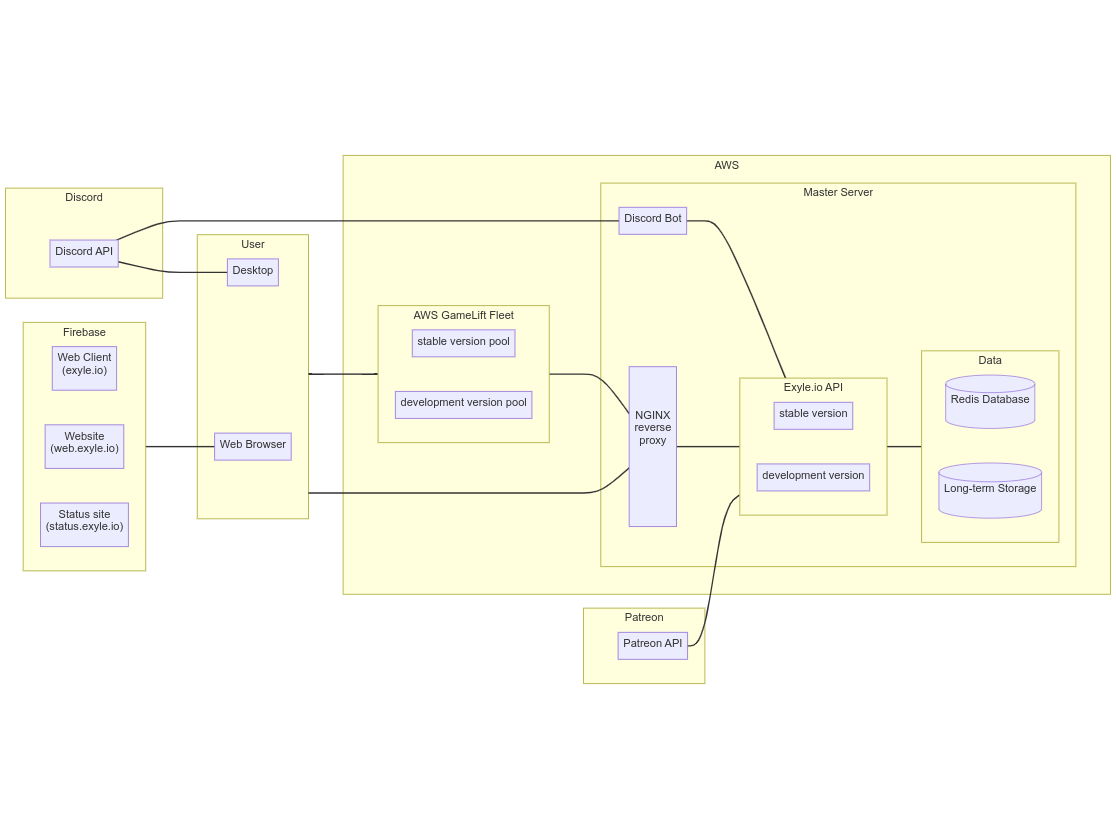 AWS
Master Server
Discord
Discord API
Discord Bot
User
Desktop
Web Browser
Firebase
Web Client
(exyle.io)
Website
(web.exyle.io)
Status site
(status.exyle.io)
AWS GameLift Fleet
stable version pool
development version pool
NGINX
reverse
proxy
Exyle.io API
stable version
development version
Data
Redis Database
Long-term Storage
Patreon
Patreon API